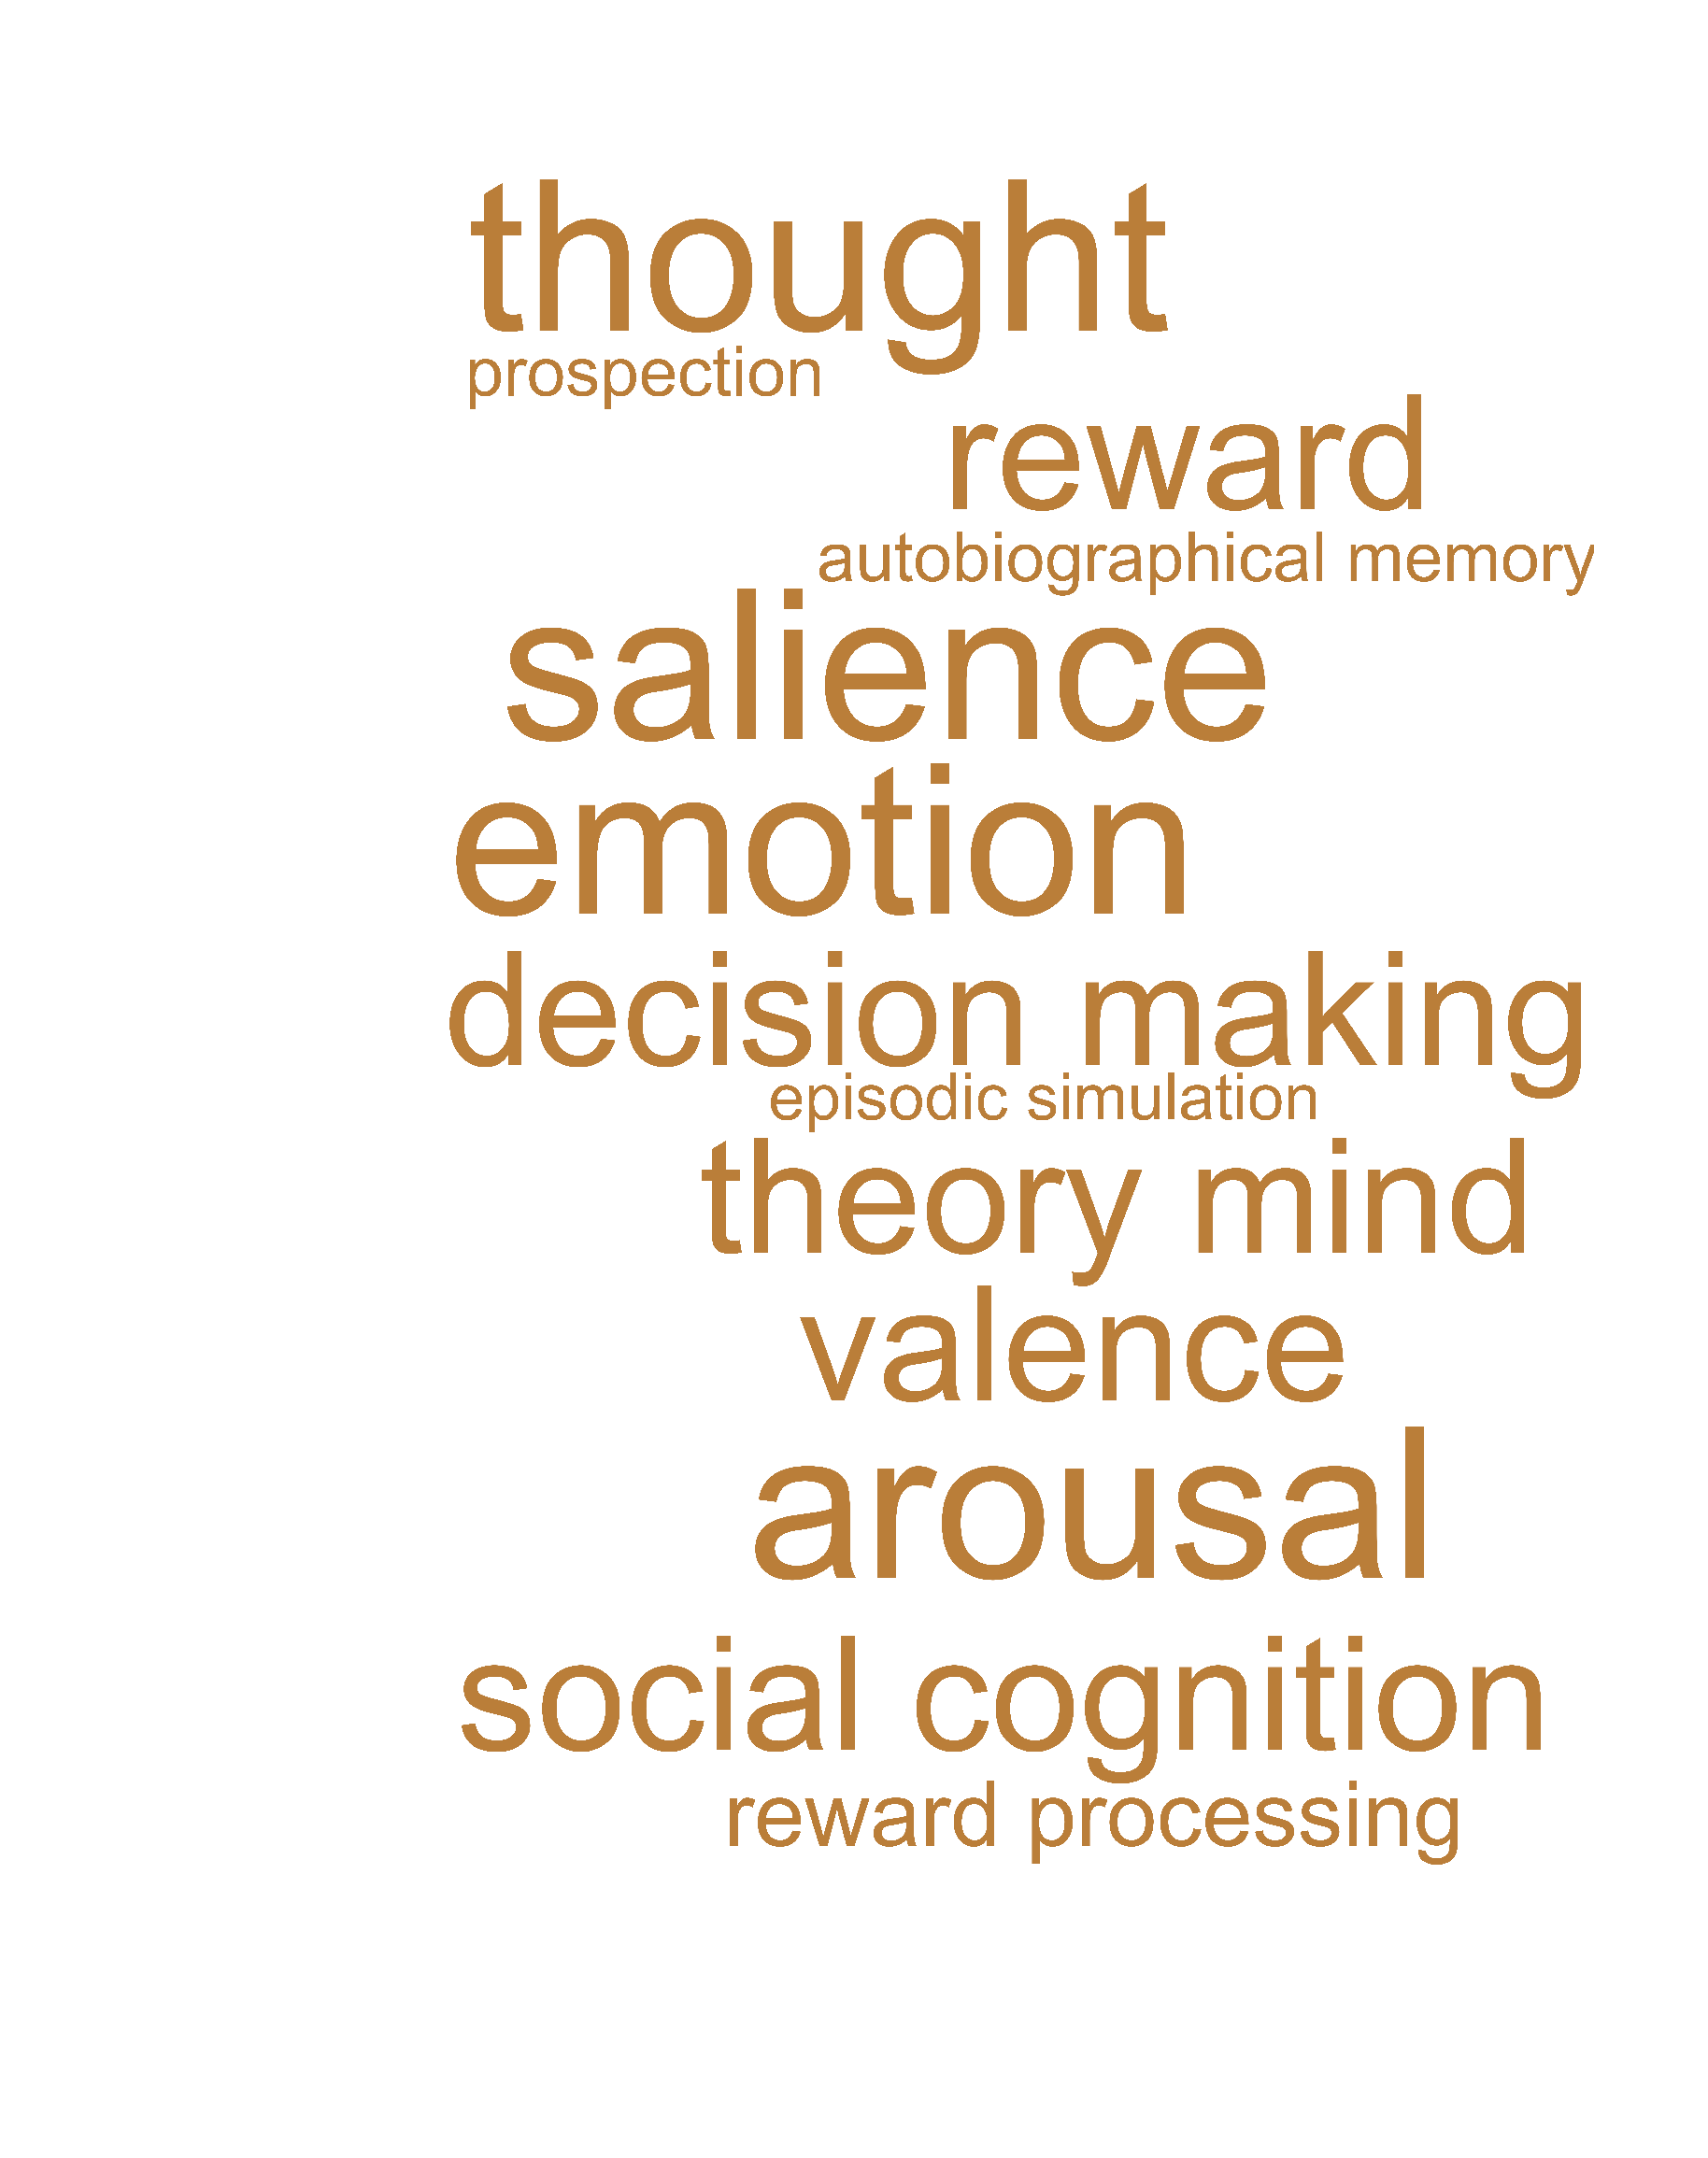 thought
prospection
reward
autobiographical memory
salience
emotion
decision making
episodic simulation
theory mind
valence
arousal
social cognition
reward processing